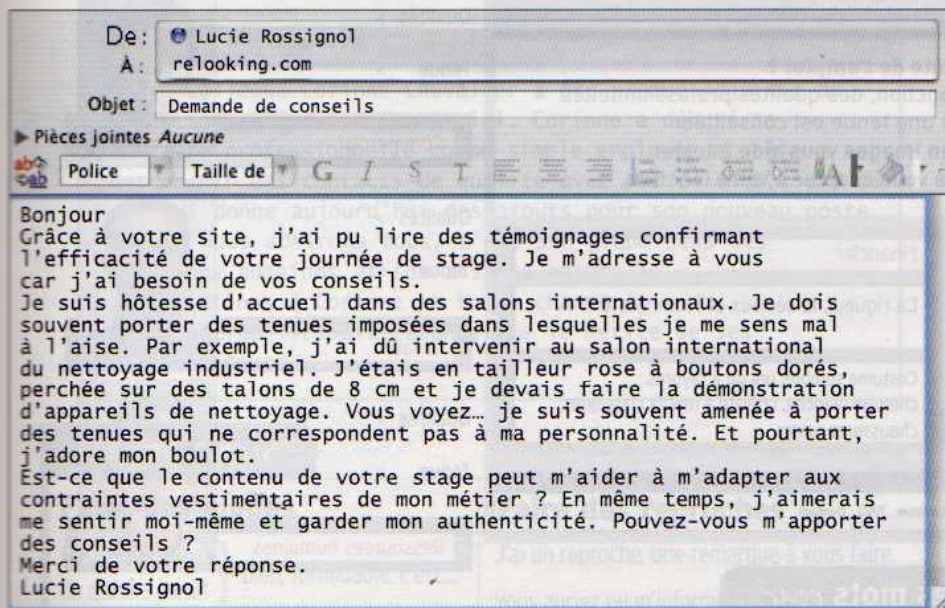 De : Lucie Rossignol
À : relooking.com
Objet : Demande de conseils
Pièces jointes Aucune
Police Taille de G I S T
Bonjour
Grâce à votre site, j'ai pu lire des témoignages confirmant
l'efficacité de votre journée de stage. Je m'adresse à vous
car j'ai besoin de vos conseils.
Je suis hôtesse d'accueil dans des salons internationaux. Je dois
souvent porter des tenues imposées dans lesquelles je me sens mal
à l'aise. Par exemple, j'ai dû intervenir au salon international
du nettoyage industriel. J'étais en tailleur rose à boutons dorés,
perchée sur des talons de 8 cm et je devais faire la démonstration
d'appareils de nettoyage. Vous voyez… je suis souvent amenée à porter
des tenues qui ne correspondent pas à ma personnalité. Et pourtant,
j'adore mon boulot.
Est-ce que le contenu de votre stage peut m'aider à m'adapter aux
contraintes vestimentaires de mon métier ? En même temps, j'aimerais
me sentir moi-même et garder mon authenticité. Pouvez-vous m'apporter
des conseils ?
Merci de votre réponse.
Lucie Rossignol